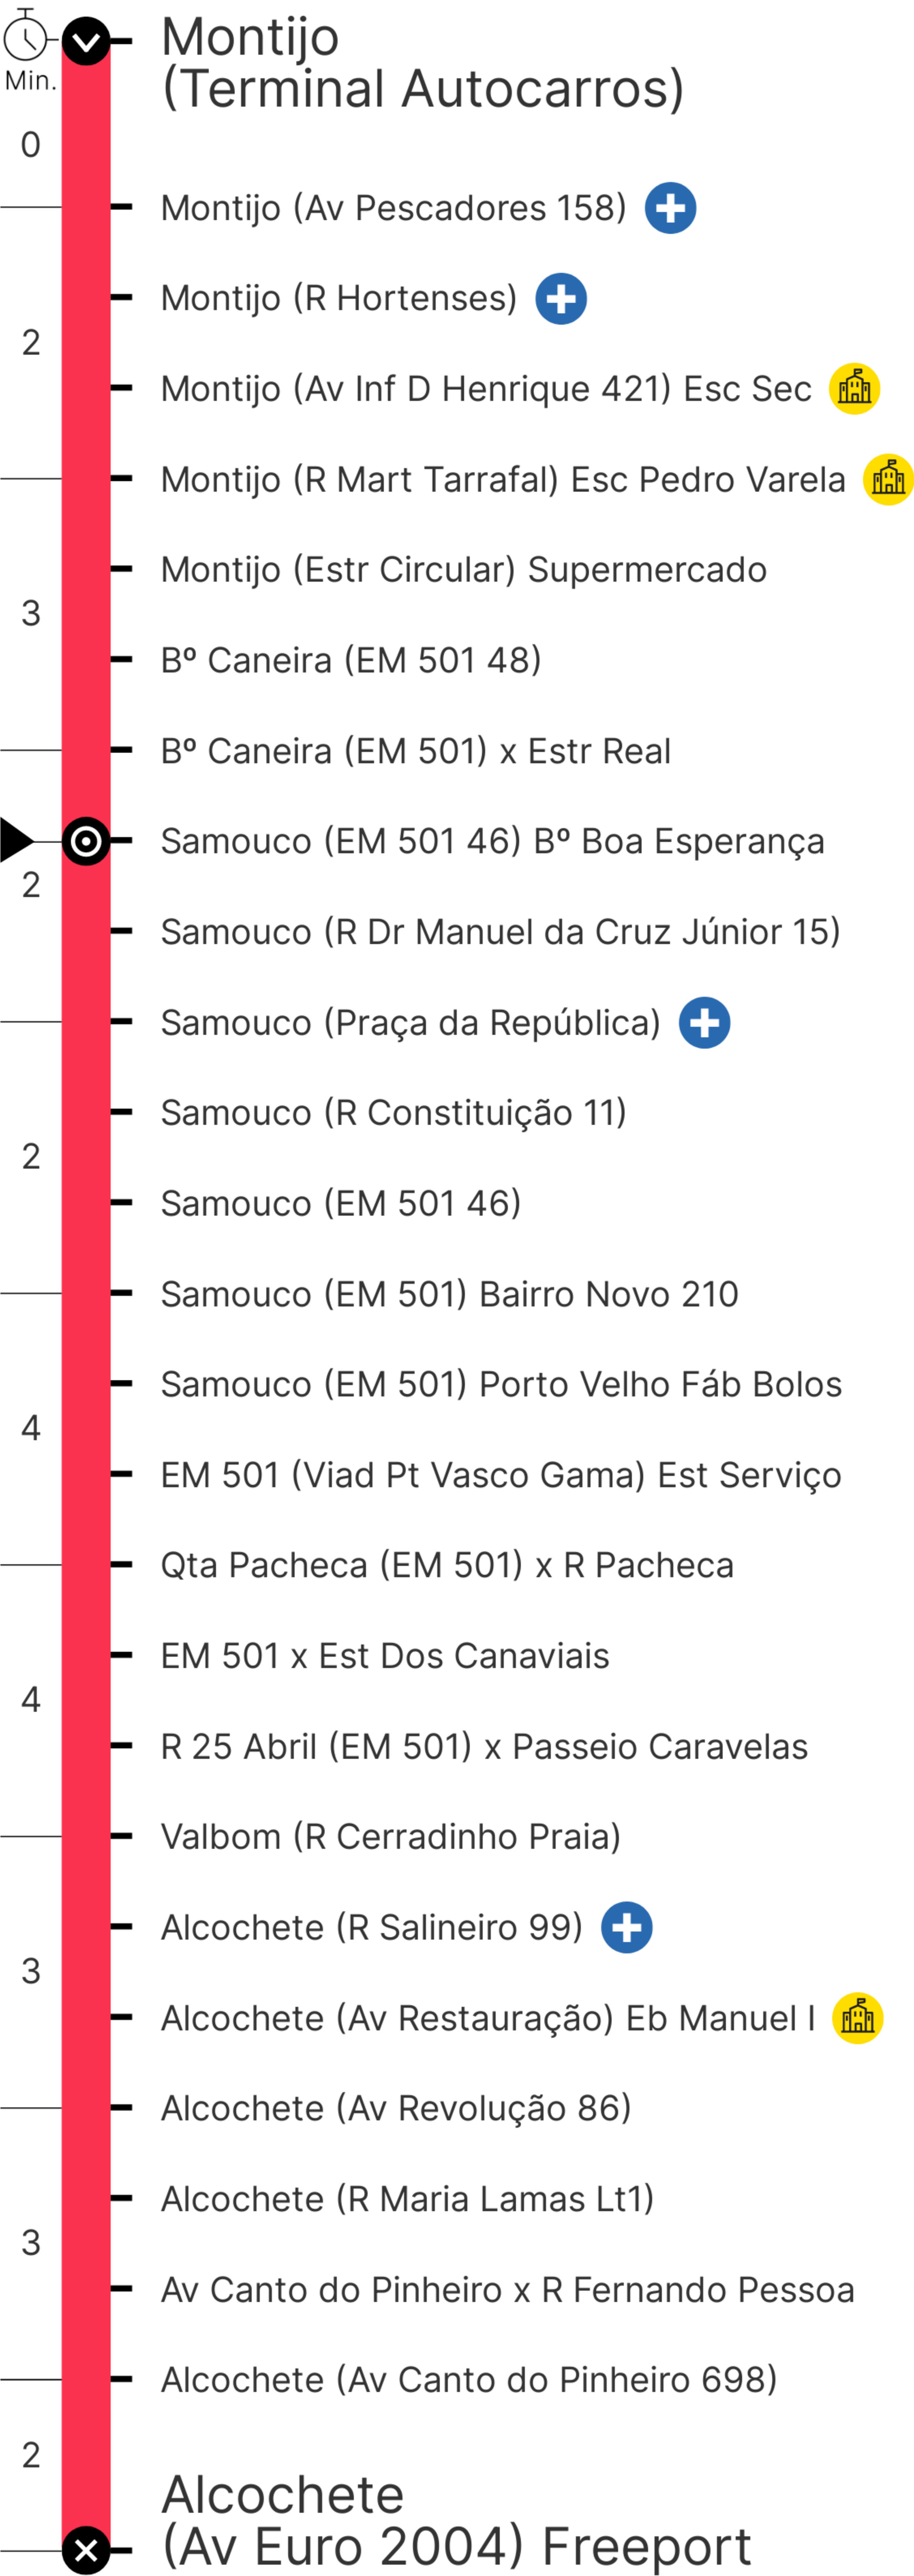 Montijo
(Terminal Autocarros)
Min.
0
Montijo (Av Pescadores 158)
Montijo (R Hortenses)
2
Montijo (Av Inf D Henrique 421) Esc Sec
Montijo (R Mart Tarrafal) Esc Pedro Varela
Montijo (Estr Circular) Supermercado
3
Bº Caneira (EM 501 48)
Bº Caneira (EM 501) x Estr Real
Samouco (EM 501 46) Bº Boa Esperança
2
Samouco (R Dr Manuel da Cruz Júnior 15)
Samouco (Praça da República)
Samouco (R Constituição 11)
2
Samouco (EM 501 46)
Samouco (EM 501) Bairro Novo 210
Samouco (EM 501) Porto Velho Fáb Bolos
4
EM 501 (Viad Pt Vasco Gama) Est Serviço
Qta Pacheca (EM 501) x R Pacheca
EM 501 x Est Dos Canaviais
4
R 25 Abril (EM 501) x Passeio Caravelas
Valbom (R Cerradinho Praia)
Alcochete (R Salineiro 99)
3
Alcochete (Av Restauração) Eb Manuel I
Alcochete (Av Revolução 86)
Alcochete (R Maria Lamas Lt1)
3
Av Canto do Pinheiro x R Fernando Pessoa
Alcochete (Av Canto do Pinheiro 698)
2
Alcochete
(Av Euro 2004) Freeport